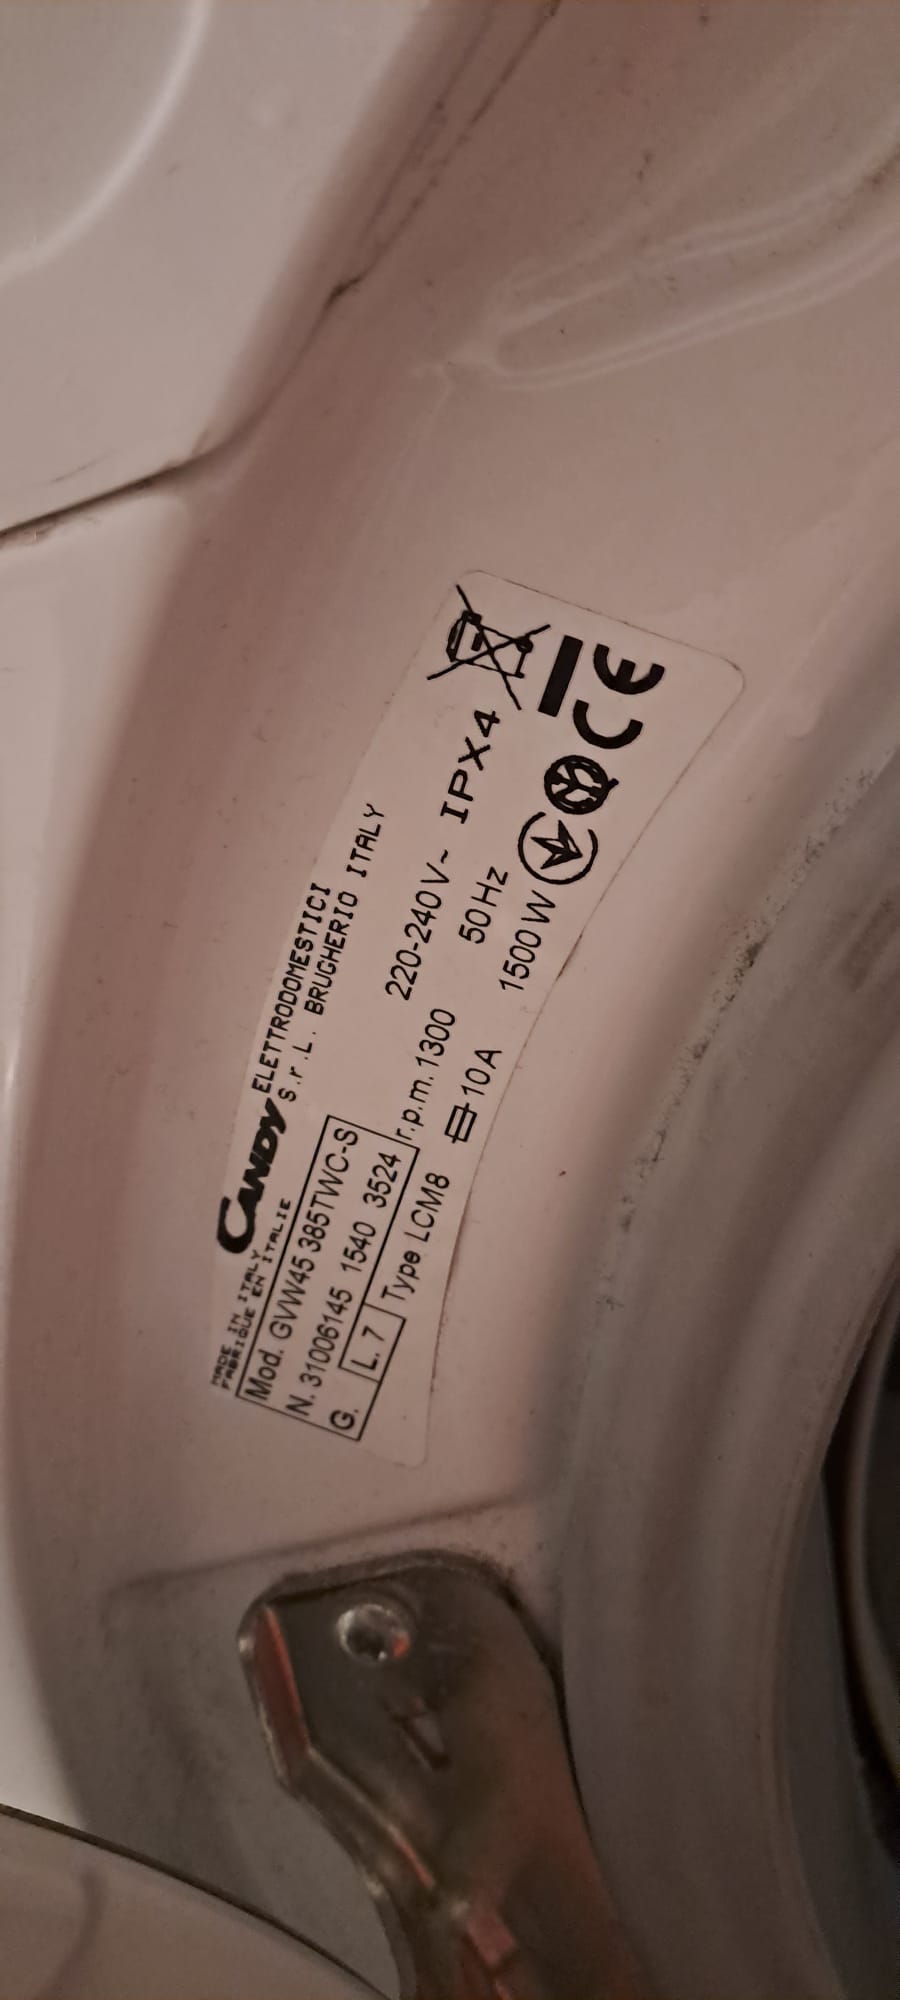 CANDY ELETTRODOMESTICI
S.r.L. BRUGHERIO ITALY
MADE IN ITALY
FABRIQUE EN ITALIE
Mod. GVW45 385TWC-S
N. 31006145 1540 3524
G. L. 7 Type LCM8
r.p.m. 1300
220-240V~ IPX4
50Hz
10A 1500W
CE